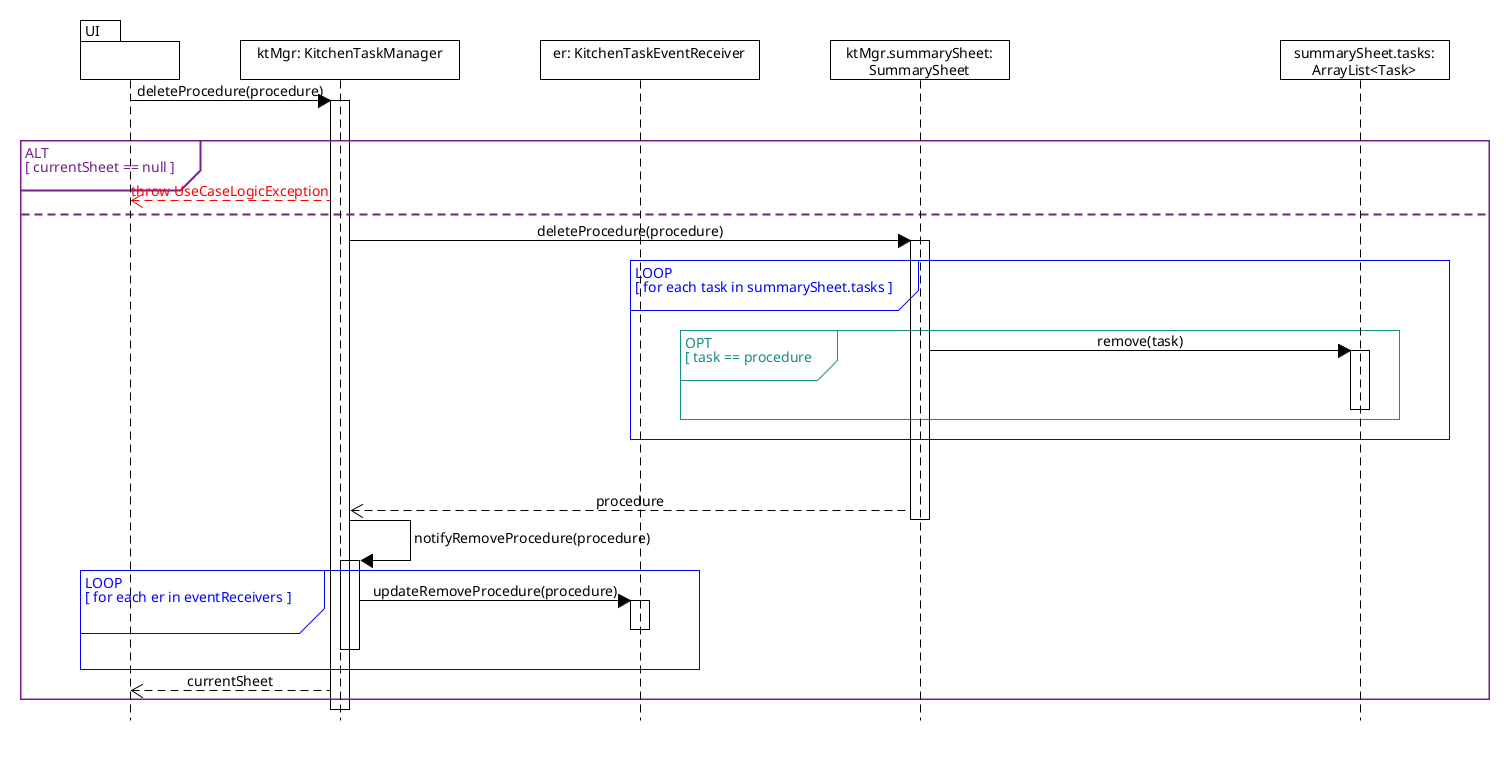 UI
ktMgr: KitchenTaskManager
er: KitchenTaskEventReceiver
ktMgr.summarySheet:
SummarySheet
summarySheet.tasks:
ArrayList<Task>
deleteProcedure(procedure)
ALT
[ currentSheet == null ]
throw UseCaseLogicException
deleteProcedure(procedure)
LOOP
[ for each task in summarySheet.tasks ]
OPT
[ task == procedure
remove(task)
procedure
notifyRemoveProcedure(procedure)
LOOP
[ for each er in eventReceivers ]
updateRemoveProcedure(procedure)
currentSheet